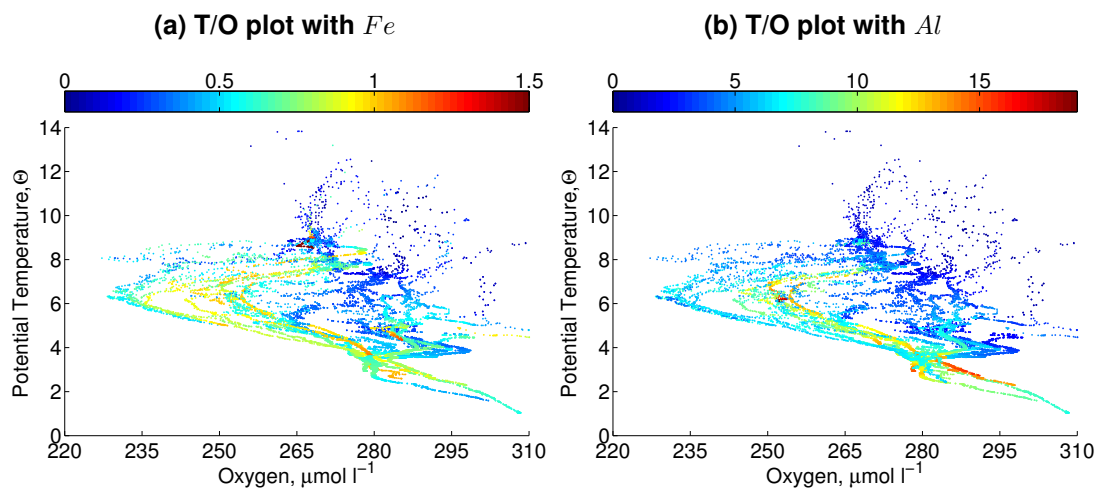 (a) T/O plot with Fe
0 0.5 1 1.5
14
12
10
8
6
4
2
0
Potential Temperature,Θ
220 235 250 265 280 295 310
Oxygen, μmol l⁻¹
(b) T/O plot with Al
0 5 10 15
14
12
10
8
6
4
2
0
Potential Temperature,Θ
220 235 250 265 280 295 310
Oxygen, μmol l⁻¹